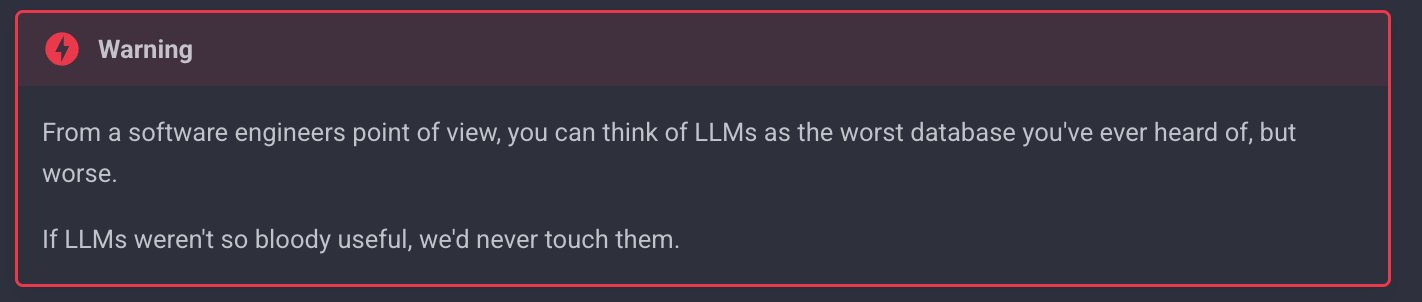 Warning
From a software engineers point of view, you can think of LLMs as the worst database you've ever heard of, but
worse.
If LLMs weren't so bloody useful, we'd never touch them.